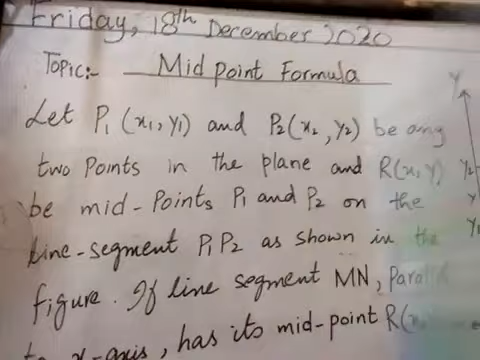 Friday, 18th December 2020
Topic:- Mid point Formula
Let P₁ (x₁, y₁) and P₂(x₂, y₂) be any
two Points in the plane and R(x, y)
be mid-Points P₁ and P₂ on the
line-segment P₁P₂ as shown in the
figure. If line segment MN, Parallel
to x-axis, has its mid-point R(x
y
y₂
y
y₁